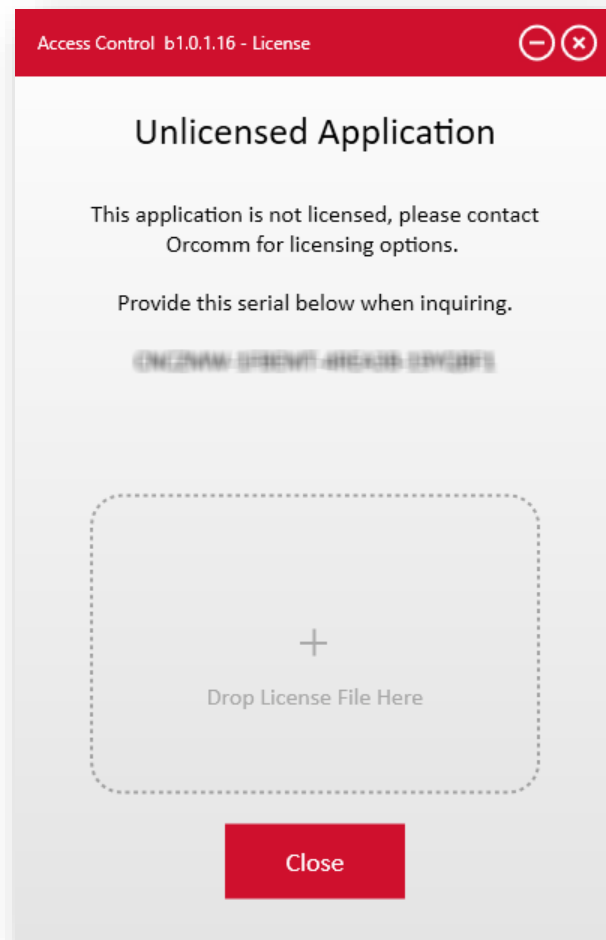 Access Control b1.0.1.16 - License
Unlicensed Application
This application is not licensed, please contact
Orcomm for licensing options.
Provide this serial below when inquiring.
+
Drop License File Here
Close